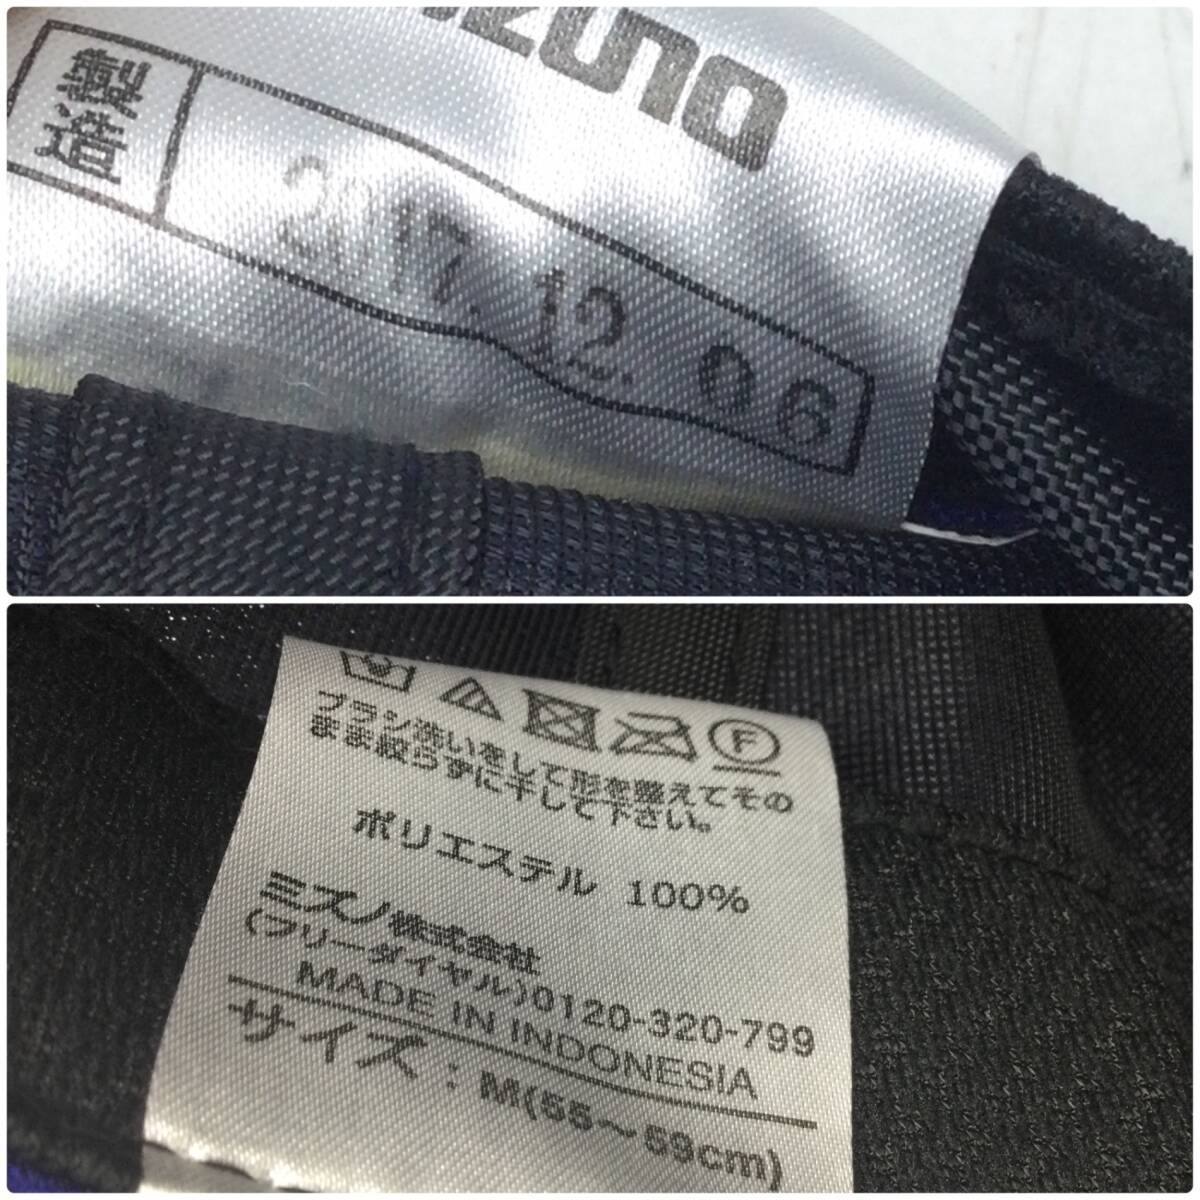 MIZUNO
製造
2017.12.06
F
ブラシ洗いをして形を整えてその
まま絞らずに干して下さい。
ポリエステル 100%
ミズノ株式会社
(フリーダイヤル)0120-320-799
MADE IN INDONESIA
サイズ : M(55～59cm)